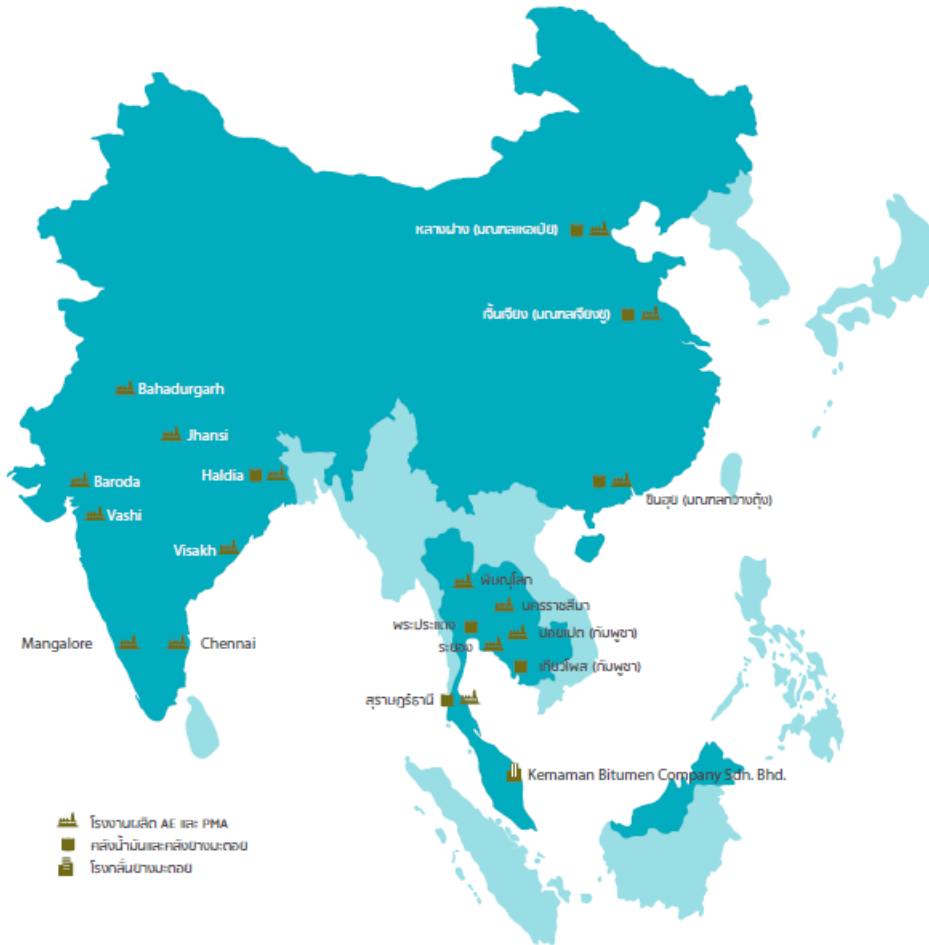 หลางฝาง (มณฑลเหอเป่ย)
เจิ้นเจียง (มณฑลเจียงซู)
Bahadurgarh
Jhansi
Haldia
Baroda
ซินฮุย (มณฑลกวางตุ้ง)
Vashi
Visakh
พิษณุโลก
นครราชสีมา
พระประแดง
ปอยเปต (กัมพูชา)
ระยอง
Mangalore
Chennai
เกียวโพส (กัมพูชา)
สุราษฎร์ธานี
Kemaman Bitumen Company Sdn. Bhd.
โรงงานผลิต AE และ PMA
คลังน้ำมันและคลังยางมะตอย
โรงกลั่นยางมะตอย